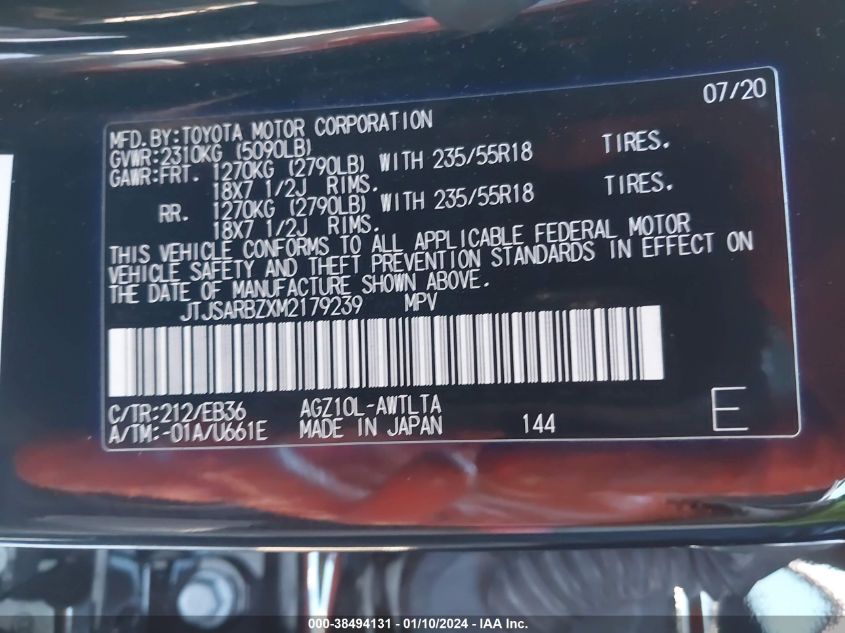 07/20
MFD.BY:TOYOTA MOTOR CORPORATION
GVWR:2310KG (5090LB)
GAWR:FRT. 1270KG (2790LB) WITH 235/55R18 TIRES.
18X7 1/2J RIMS.
RR. 1270KG (2790LB) WITH 235/55R18 TIRES.
18X7 1/2J RIMS.
THIS VEHICLE CONFORMS TO ALL APPLICABLE FEDERAL MOTOR
VEHICLE SAFETY AND THEFT PREVENTION STANDARDS IN EFFECT ON
THE DATE OF MANUFACTURE SHOWN ABOVE.
JTJSARBZXM2179239 MPV
C/TR:212/EB36 AGZ10L-AWTLTA
A/TM:-01A/U661E MADE IN JAPAN 144 E
000-38494131 - 01/10/2024 - IAA Inc.